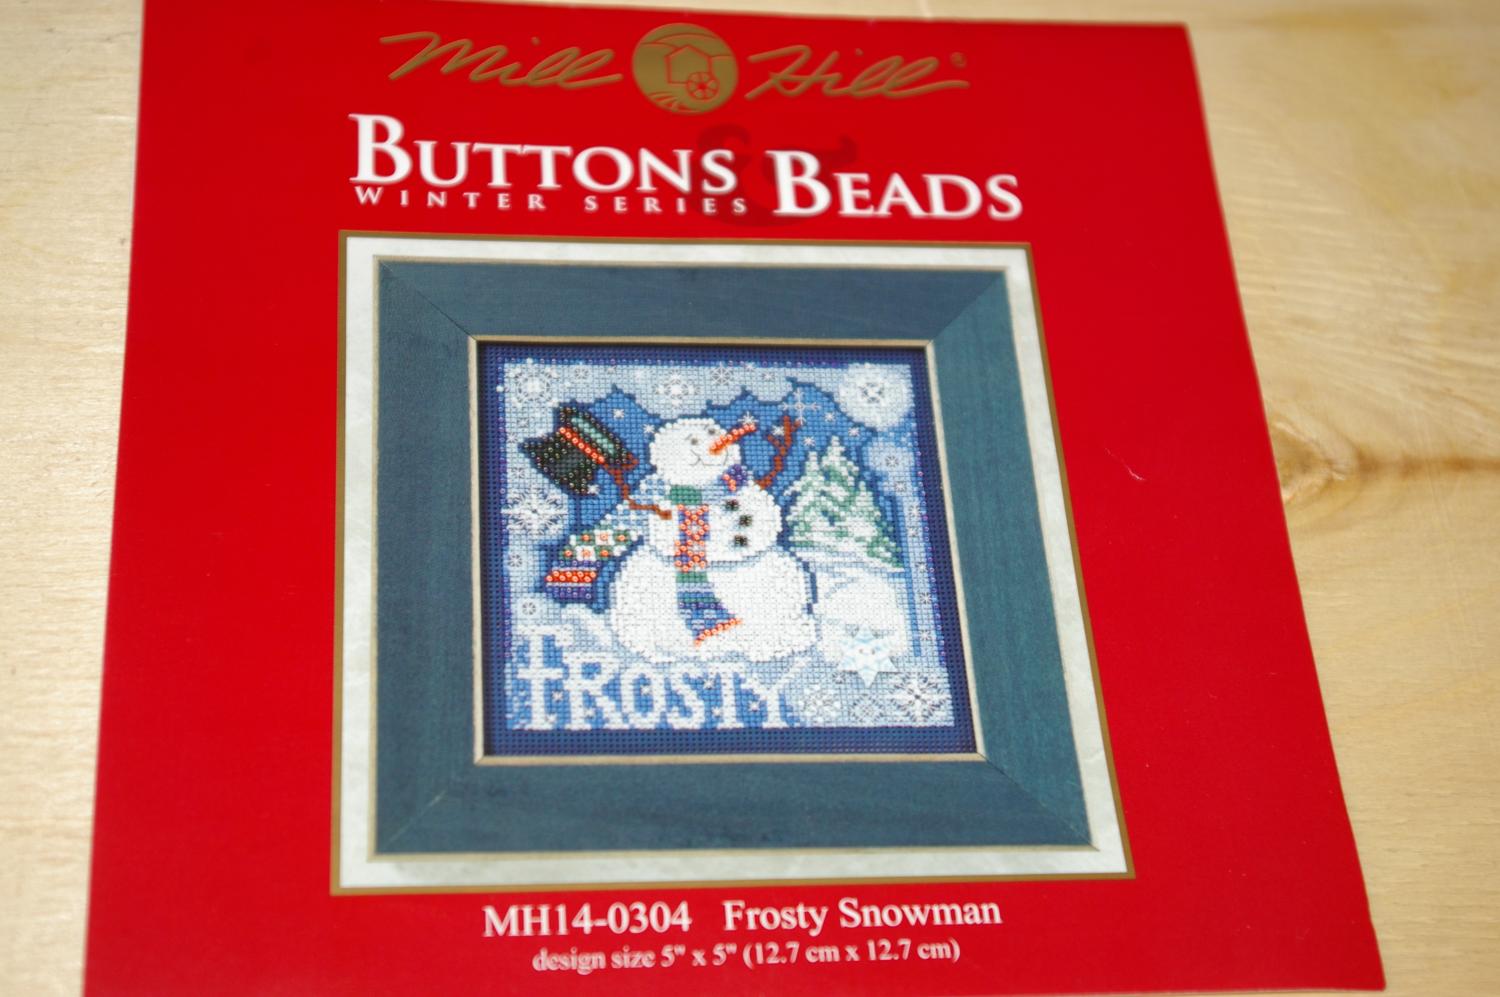 Mill Hill®
BUTTONS & BEADS
WINTER SERIES
FROSTY
MH14-0304 Frosty Snowman
design size 5" x 5" (12.7 cm x 12.7 cm)